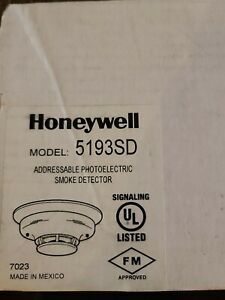 Honeywell
MODEL: 5193SD
ADDRESSABLE PHOTOELECTRIC
SMOKE DETECTOR
SIGNALING
UL
LISTED
FM
APPROVED
7023
MADE IN MEXICO